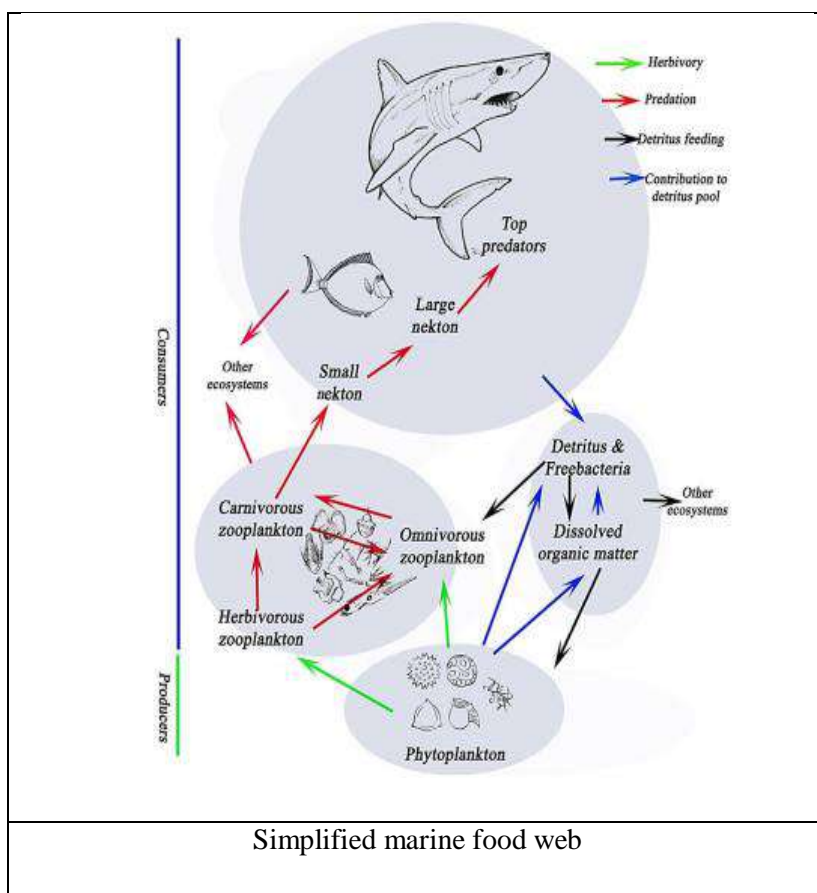 Herbivory
Predation
Detritus feeding
Contribution to
detritus pool
Top
predators
Large
nekton
Small
nekton
Other
ecosystems
Consumers
Detritus &
Freebacteria
Other
ecosystems
Dissolved
organic matter
Carnivorous
zooplankton
Omnivorous
zooplankton
Herbivorous
zooplankton
Producers
Phytoplankton
Simplified marine food web